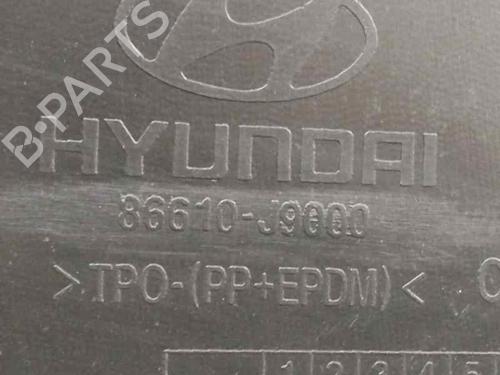 B-PARTS
HYUNDAI
86610-J9000
>TPO-(PP+EPDM)<
1 2 3 4 5